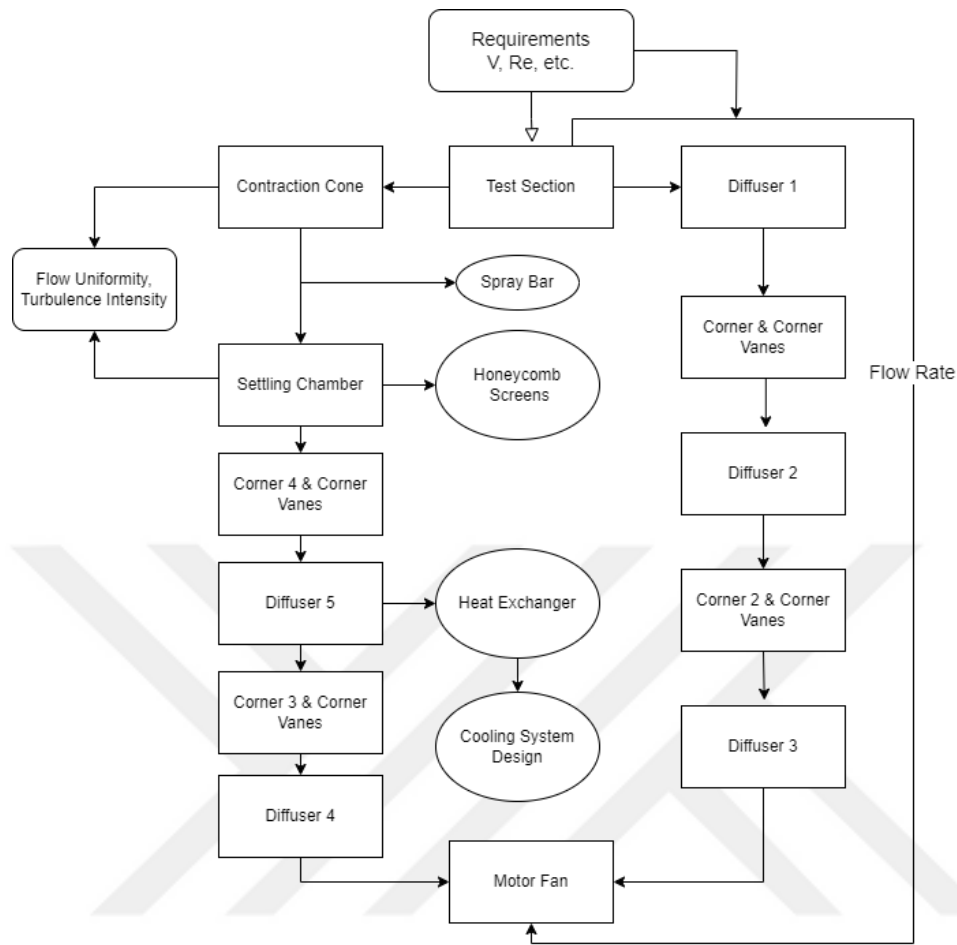 Requirements
V, Re, etc.
Contraction Cone
Test Section
Diffuser 1
Flow Uniformity,
Turbulence Intensity
Spray Bar
Corner & Corner
Vanes
Settling Chamber
Honeycomb
Screens
Flow Rate
Diffuser 2
Corner 4 & Corner
Vanes
Diffuser 5
Heat Exchanger
Corner 2 & Corner
Vanes
Corner 3 & Corner
Vanes
Cooling System
Design
Diffuser 3
Diffuser 4
Motor Fan